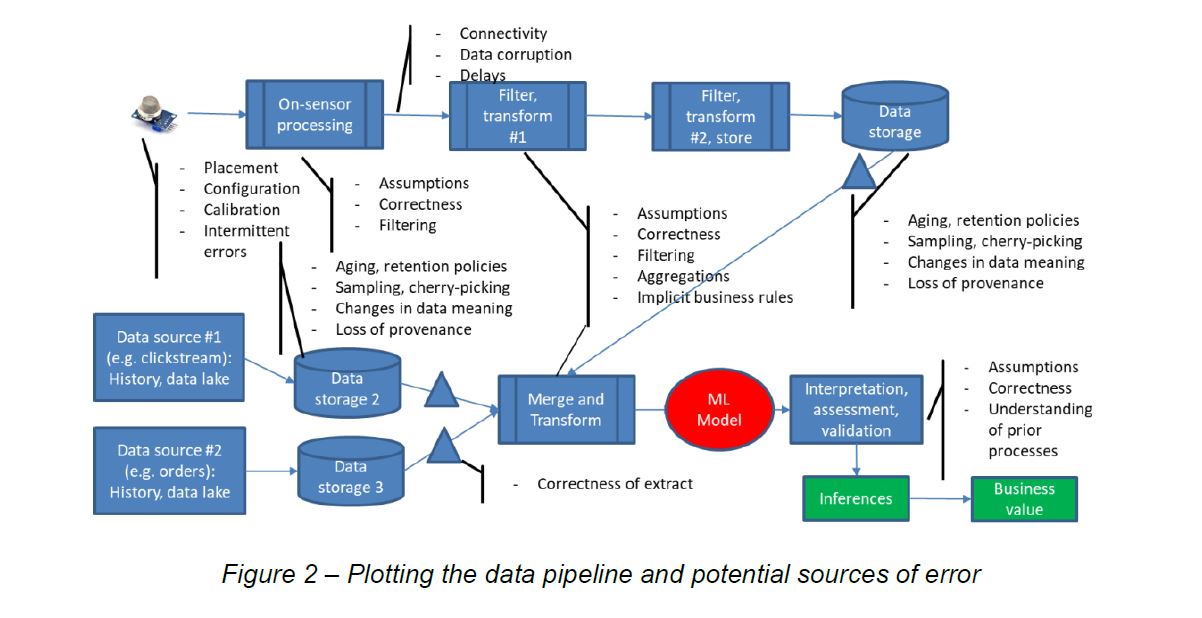 - Connectivity
- Data corruption
- Delays
On-sensor
processing
Filter,
transform
#1
Filter,
transform
#2, store
Data
storage
- Placement
- Configuration
- Calibration
- Intermittent
errors
- Assumptions
- Correctness
- Filtering
- Assumptions
- Correctness
- Filtering
- Aggregations
- Implicit business rules
- Aging, retention policies
- Sampling, cherry-picking
- Changes in data meaning
- Loss of provenance
- Aging, retention policies
- Sampling, cherry-picking
- Changes in data meaning
- Loss of provenance
Data source #1
(e.g. clickstream):
History, data lake
Data
storage 2
Merge and
Transform
ML
Model
Interpretation,
assessment,
validation
- Assumptions
- Correctness
- Understanding
of prior
processes
Data source #2
(e.g. orders):
History, data lake
Data
storage 3
- Correctness of extract
Inferences
Business
value
Figure 2 – Plotting the data pipeline and potential sources of error